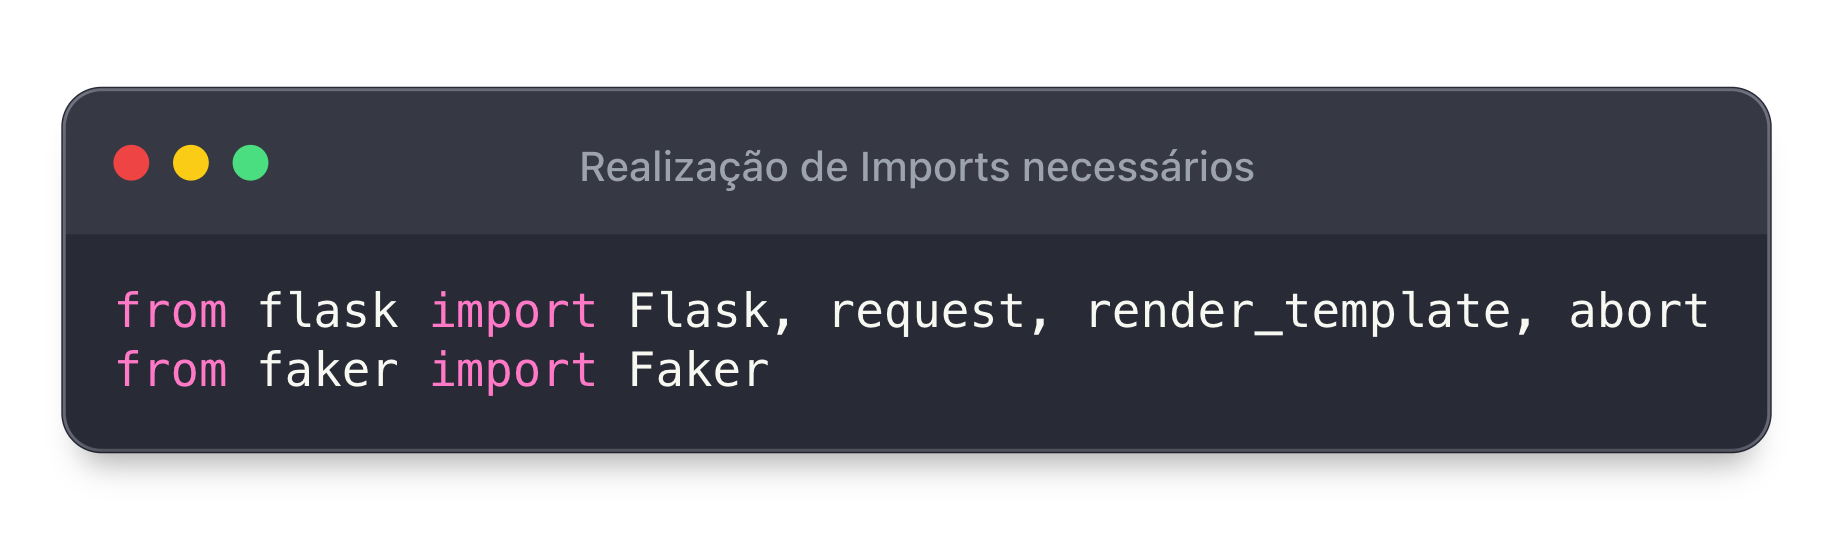 Realização de Imports necessários
from flask import Flask, request, render_template, abort
from faker import Faker